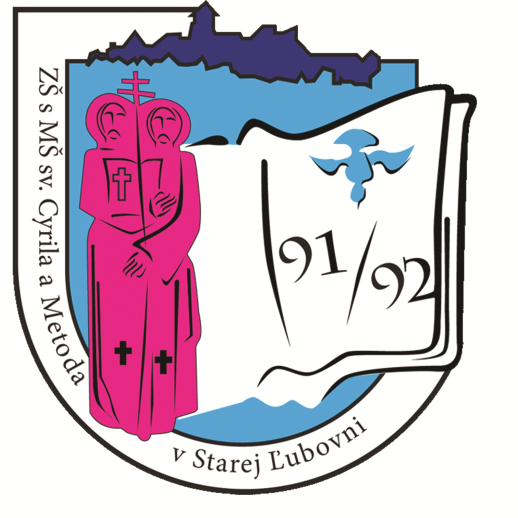 ZŠ s MŠ sv. Cyrila a Metoda
v Starej Ľubovni
91/92